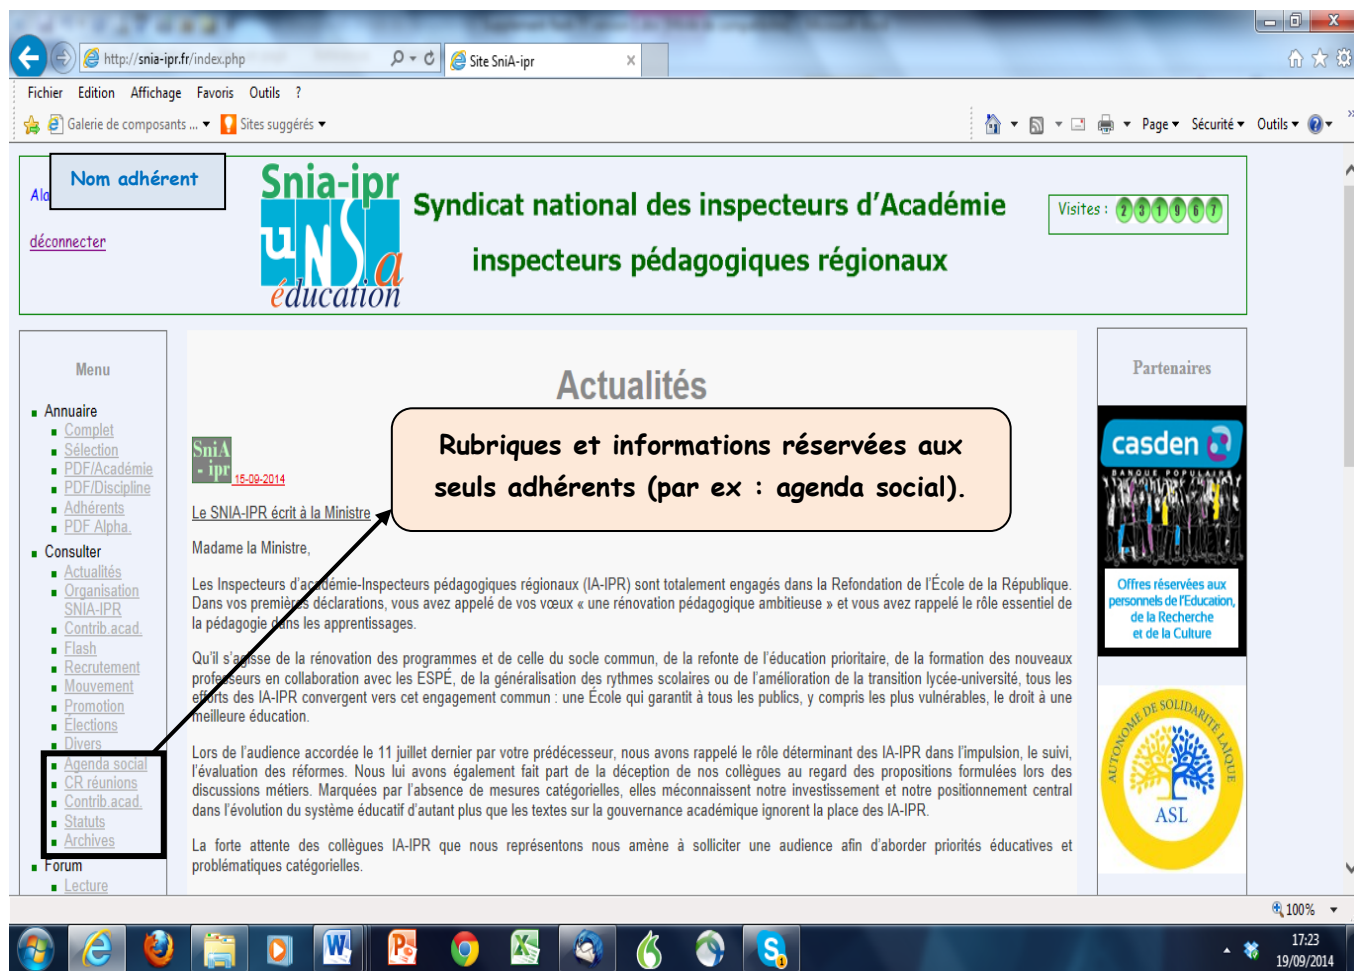 http://snia-ipr.fr/index.php
Site SniA-ipr
Fichier Edition Affichage Favoris Outils ?
Galerie de composants ... Sites suggérés
Page Sécurité Outils
Nom adhérent
déconnecter
Snia-ipr
unSa
éducation
Syndicat national des inspecteurs d'Académie
inspecteurs pédagogiques régionaux
Visites : 231967
Menu
Annuaire
Complet
Sélection
PDF/Académie
PDF/Discipline
Adhérents
PDF Alpha.
Consulter
Actualités
Organisation
SNIA-IPR
Contrib.acad.
Flash
Recrutement
Mouvement
Promotion
Élections
Divers
Agenda social
CR réunions
Contrib.acad.
Statuts
Archives
Forum
Lecture
Actualités
Rubriques et informations réservées aux
seuls adhérents (par ex : agenda social).
SniA
- ipr
15-09-2014
Le SNIA-IPR écrit à la Ministre
Madame la Ministre,
Les Inspecteurs d'académie-Inspecteurs pédagogiques régionaux (IA-IPR) sont totalement engagés dans la Refondation de l'École de la République.
Dans vos premières déclarations, vous avez appelé de vos vœux « une rénovation pédagogique ambitieuse » et vous avez rappelé le rôle essentiel de
la pédagogie dans les apprentissages.
Qu'il s'agisse de la rénovation des programmes et de celle du socle commun, de la refonte de l'éducation prioritaire, de la formation des nouveaux
professeurs en collaboration avec les ESPÉ, de la généralisation des rythmes scolaires ou de l'amélioration de la transition lycée-université, tous les
efforts des IA-IPR convergent vers cet engagement commun : une École qui garantit à tous les publics, y compris les plus vulnérables, le droit à une
meilleure éducation.
Lors de l'audience accordée le 11 juillet dernier par votre prédécesseur, nous avons rappelé le rôle déterminant des IA-IPR dans l'impulsion, le suivi,
l'évaluation des réformes. Nous lui avons également fait part de la déception de nos collègues au regard des propositions formulées lors des
discussions métiers. Marquées par l'absence de mesures catégorielles, elles méconnaissent notre investissement et notre positionnement central
dans l'évolution du système éducatif d'autant plus que les textes sur la gouvernance académique ignorent la place des IA-IPR.
La forte attente des collègues IA-IPR que nous représentons nous amène à solliciter une audience afin d'aborder priorités éducatives et
problématiques catégorielles.
Partenaires
casden
BANQUE POPULAIRE
Offres réservées aux
personnels de l'Education,
de la Recherche
et de la Culture
AUTONOME DE SOLIDARITÉ LAÏQUE
ASL
100%
17:23
19/09/2014